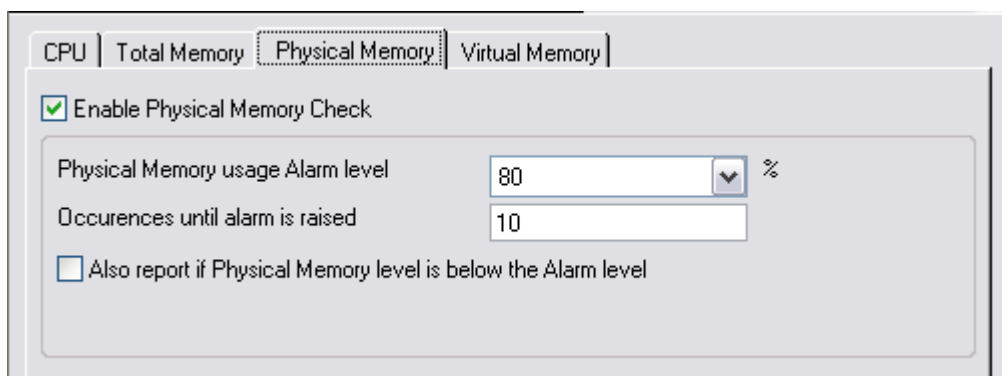 CPU Total Memory Physical Memory Virtual Memory
Enable Physical Memory Check
Physical Memory usage Alarm level 80 %
Occurences until alarm is raised 10
Also report if Physical Memory level is below the Alarm level